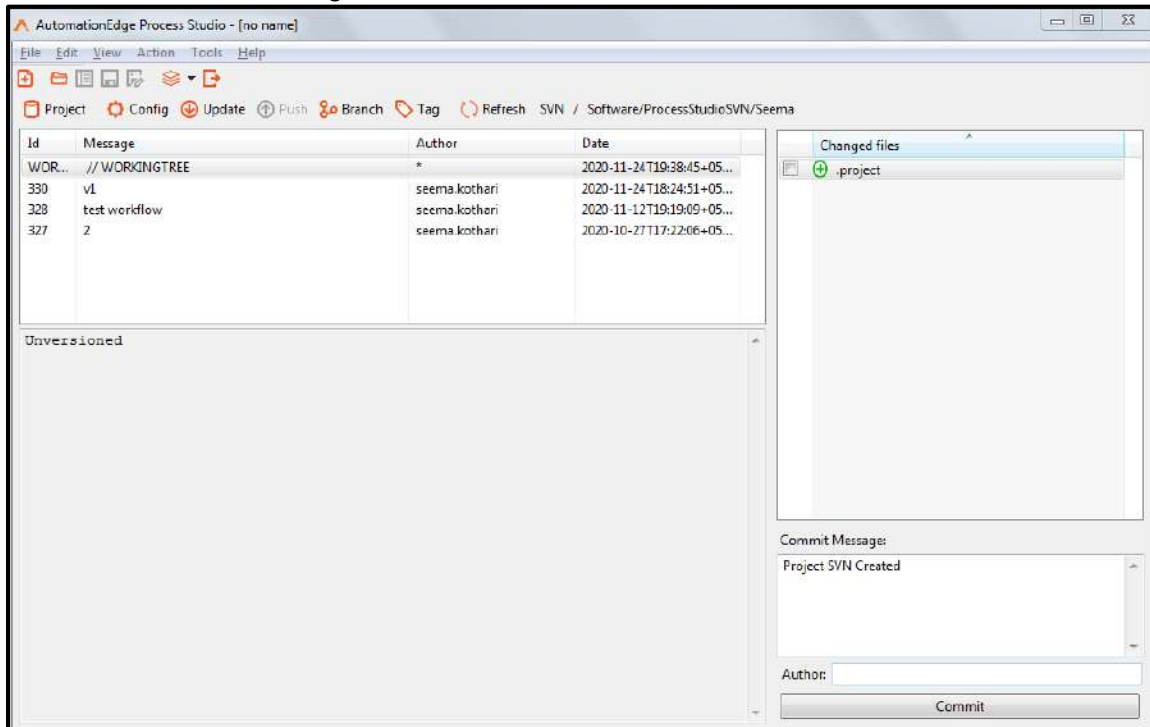 AutomationEdge Process Studio - [no name]
File Edit View Action Tools Help
Project Config Update Push Branch Tag Refresh SVN / Software/ProcessStudioSVN/Seema
Id Message Author Date
WOR... // WORKINGTREE * 2020-11-24T19:38:45+05...
330 v1 seema.kothari 2020-11-24T18:24:51+05...
328 test workflow seema.kothari 2020-11-12T19:19:09+05...
327 2 seema.kothari 2020-10-27T17:22:06+05...
Unversioned
Changed files
.project
Commit Message:
Project SVN Created
Author:
Commit